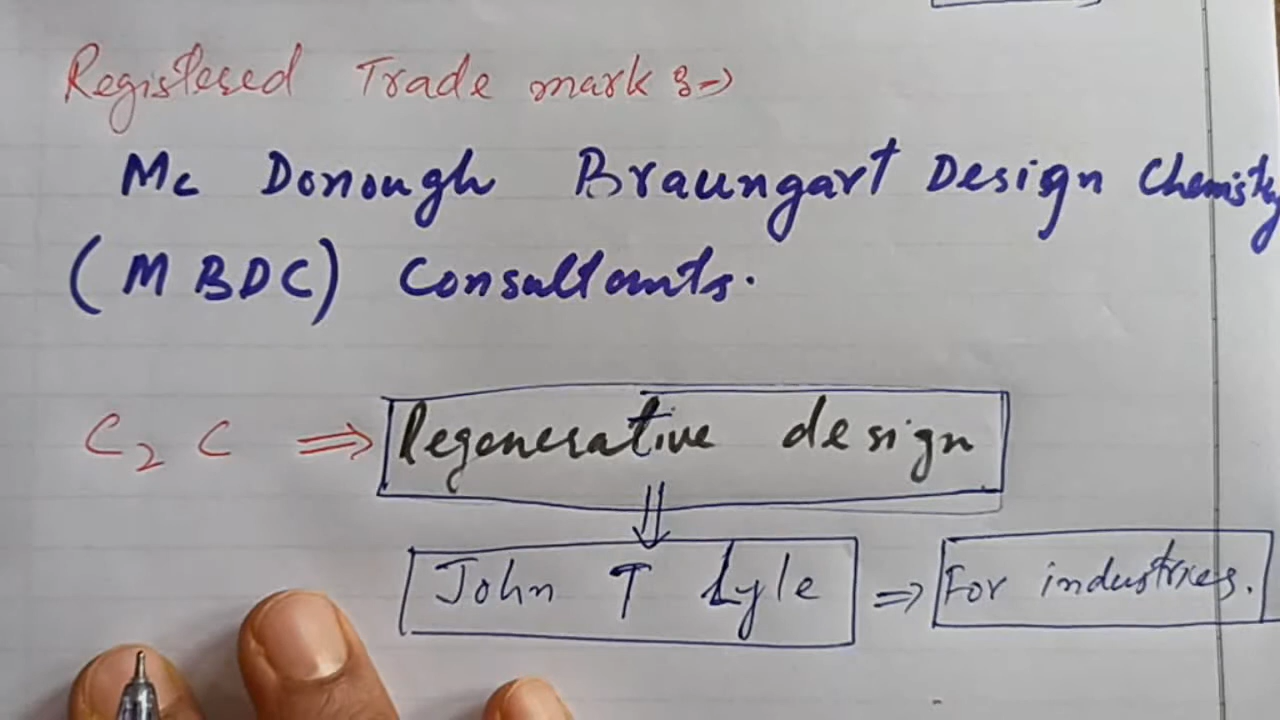 Registered Trade mark :->
Mc Donough Braungart Design Chemistry
(MBDC) Consultants.
C2C ⇒ Regenerative design
⇓
John T Lyle ⇒ For industries.